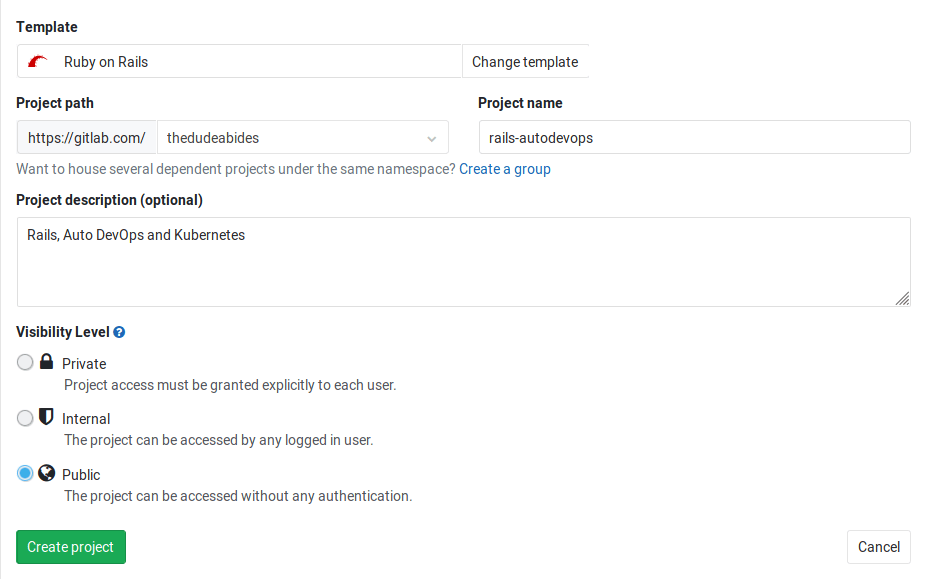 Template
Ruby on Rails Change template
Project path Project name
https://gitlab.com/ thedudeabides rails-autodevops
Want to house several dependent projects under the same namespace? Create a group
Project description (optional)
Rails, Auto DevOps and Kubernetes
Visibility Level ?
Private
Project access must be granted explicitly to each user.
Internal
The project can be accessed by any logged in user.
Public
The project can be accessed without any authentication.
Create project Cancel